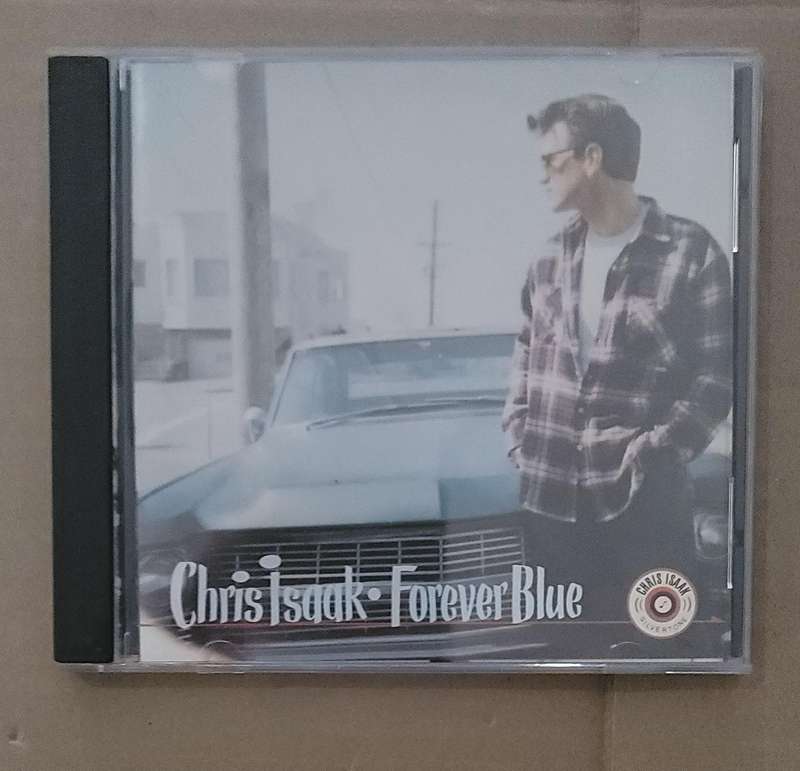 Chris Isaak • Forever Blue
CHRIS ISAAK
SILVERTONE